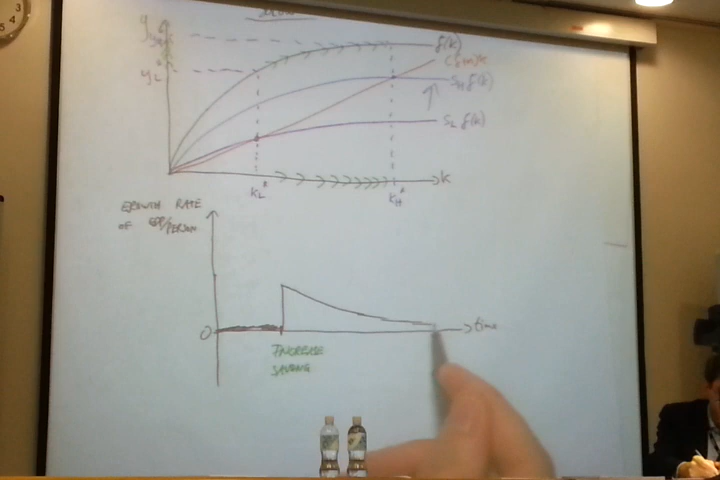 f(k)
S_H f(k)
y_L*
S_L f(k)
k
k_L*
k_H*
GROWTH RATE
OF GDP/PERSON
0
time
INCREASE
SAVING